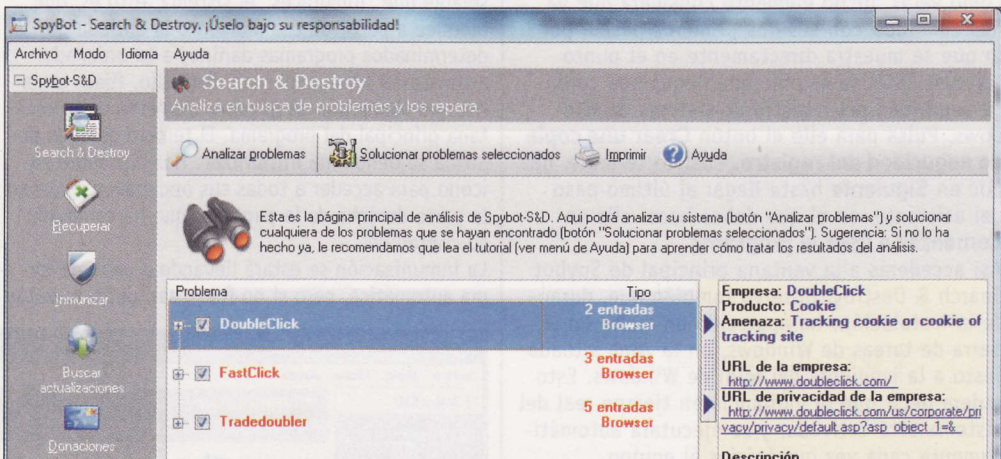 SpyBot - Search & Destroy. ¡Úselo bajo su responsabilidad!
Archivo Modo Idioma Ayuda
Spybot-S&D
Search & Destroy
Analiza en busca de problemas y los repara.
Search & Destroy
Recuperar
Inmunizar
Buscar
actualizaciones
Donaciones
Analizar problemas
Solucionar problemas seleccionados
Imprimir
Ayuda
Esta es la página principal de análisis de Spybot-S&D. Aqui podrá analizar su sistema (botón "Analizar problemas") y solucionar
cualquiera de los problemas que se hayan encontrado (botón "Solucionar problemas seleccionados"). Sugerencia: Si no lo ha
hecho ya, le recomendamos que lea el tutorial (ver menú de Ayuda) para aprender cómo tratar los resultados del análisis.
Problema Tipo
DoubleClick 2 entradas
Browser
FastClick 3 entradas
Browser
Tradedoubler 5 entradas
Browser
Empresa: DoubleClick
Producto: Cookie
Amenaza: Tracking cookie or cookie of
tracking site
URL de la empresa:
http://www.doubleclick.com/
URL de privacidad de la empresa:
http://www.doubleclick.com/us/corporate/pri
vacy/privacy/default.asp?asp_object_1=&
Descripción